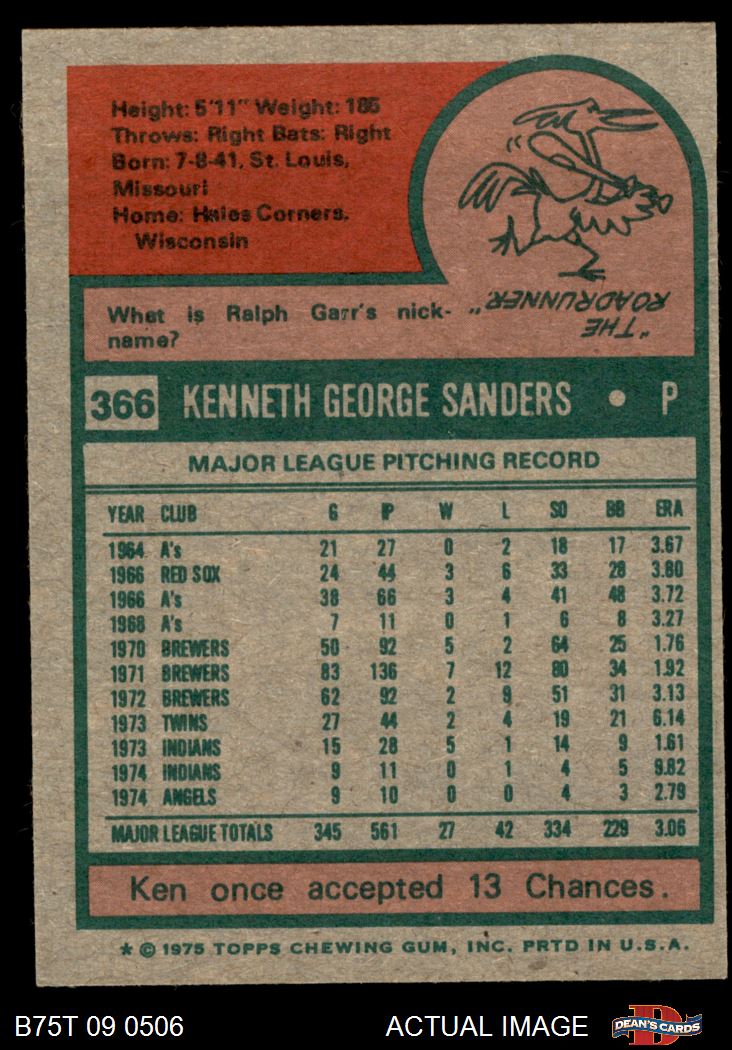 Height: 5'11" Weight: 185
Throws: Right Bats: Right
Born: 7-8-41, St. Louis,
Missouri
Home: Hales Corners,
Wisconsin
What is Ralph Garr's nick-
name?
"THE
ROADRUNNER"
366 KENNETH GEORGE SANDERS • P
MAJOR LEAGUE PITCHING RECORD
YEAR CLUB G IP W L SO BB ERA
1964 A's 21 27 0 2 18 17 3.67
1966 RED SOX 24 44 3 6 33 28 3.80
1966 A's 38 66 3 4 41 48 3.72
1968 A's 7 11 0 1 6 8 3.27
1970 BREWERS 50 92 5 2 64 25 1.76
1971 BREWERS 83 136 7 12 80 34 1.92
1972 BREWERS 62 92 2 9 51 31 3.13
1973 TWINS 27 44 2 4 19 21 6.14
1973 INDIANS 15 28 5 1 14 9 1.61
1974 INDIANS 9 11 0 1 4 5 9.82
1974 ANGELS 9 10 0 0 4 3 2.79
MAJOR LEAGUE TOTALS 345 561 27 42 334 229 3.06
Ken once accepted 13 Chances.
* © 1975 TOPPS CHEWING GUM, INC. PRTD IN U.S.A.
B75T 09 0506 ACTUAL IMAGE DEAN'S CARDS